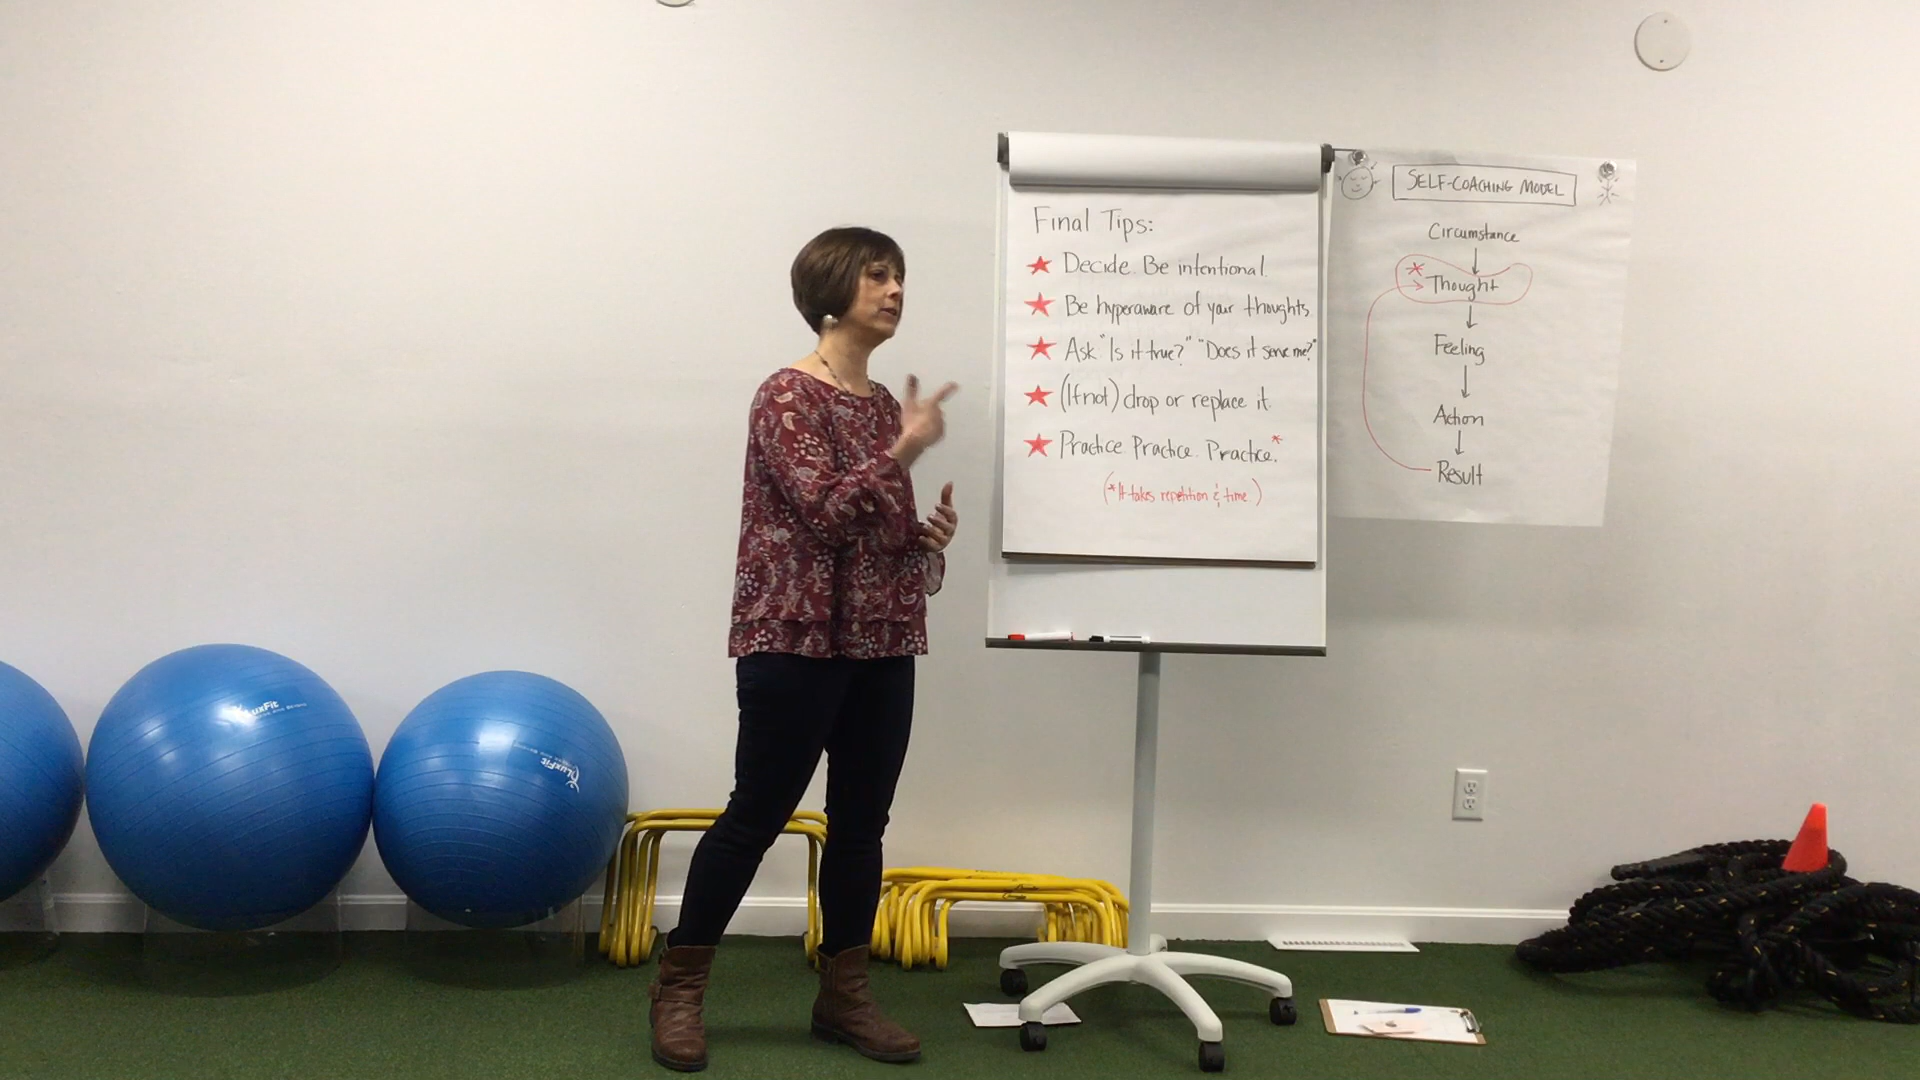 Final Tips:
★ Decide. Be intentional.
★ Be hyperaware of your thoughts
★ Ask "Is it true?" "Does it serve me?"
★ (If not) drop or replace it.
★ Practice. Practice. Practice.*
(*It takes repetition & time.)
SELF-COACHING MODEL
Circumstance
* Thought
Feeling
Action
Result
LuxFit
LuxFit